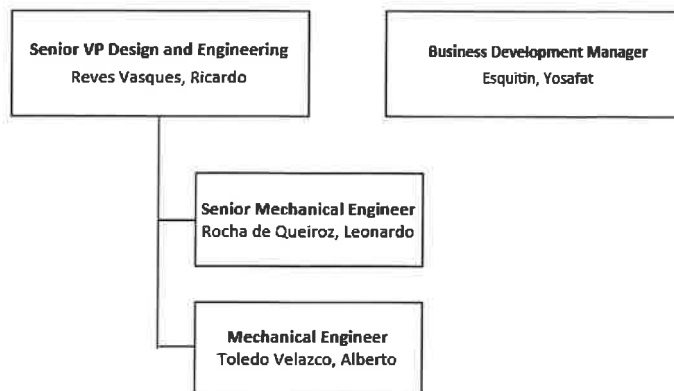 Senior VP Design and Engineering
Reves Vasques, Ricardo
Business Development Manager
Esquitin, Yosafat
Senior Mechanical Engineer
Rocha de Queiroz, Leonardo
Mechanical Engineer
Toledo Velazco, Alberto